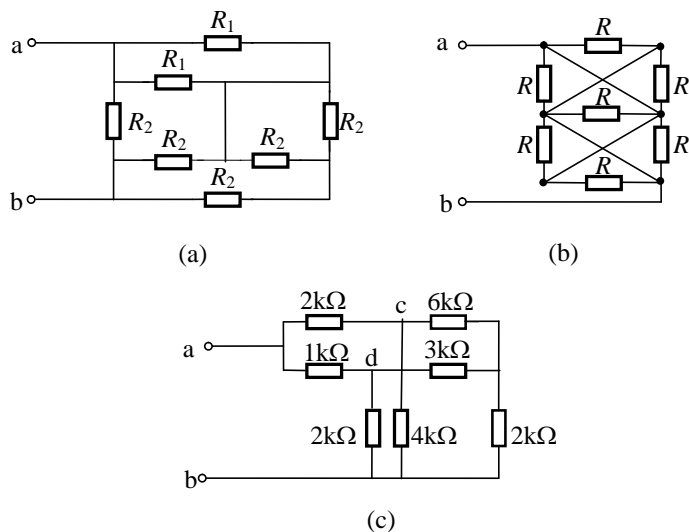 R₁
a
R₁
R₂ R₂
R₂ R₂
R₂
b
(a)
a
R
R R
R
R R
R
b
(b)
2kΩ c 6kΩ
a
1kΩ d 3kΩ
2kΩ 4kΩ 2kΩ
b
(c)